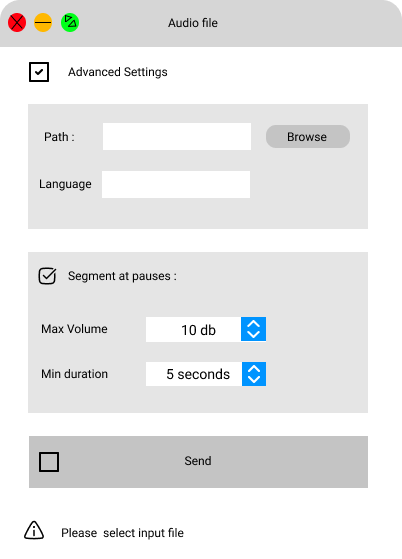 Audio file
Advanced Settings
Path :
Browse
Language
Segment at pauses :
Max Volume 10 db
Min duration 5 seconds
Send
Please select input file